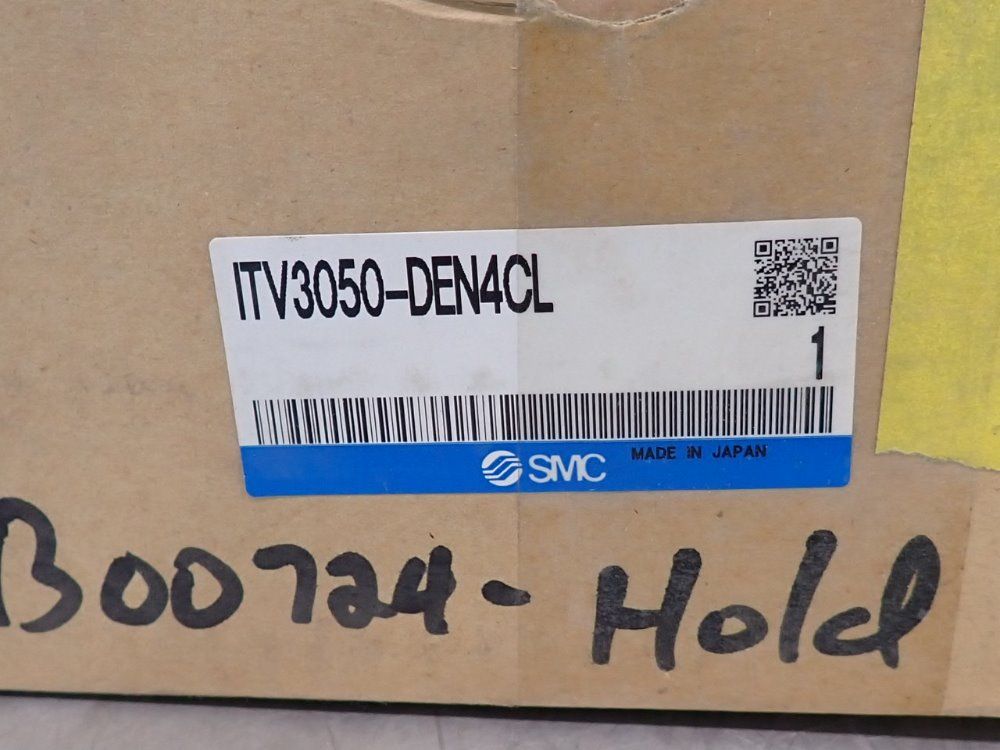 ITV3050-DEN4CL
1
SMC MADE IN JAPAN
B00724- Hold